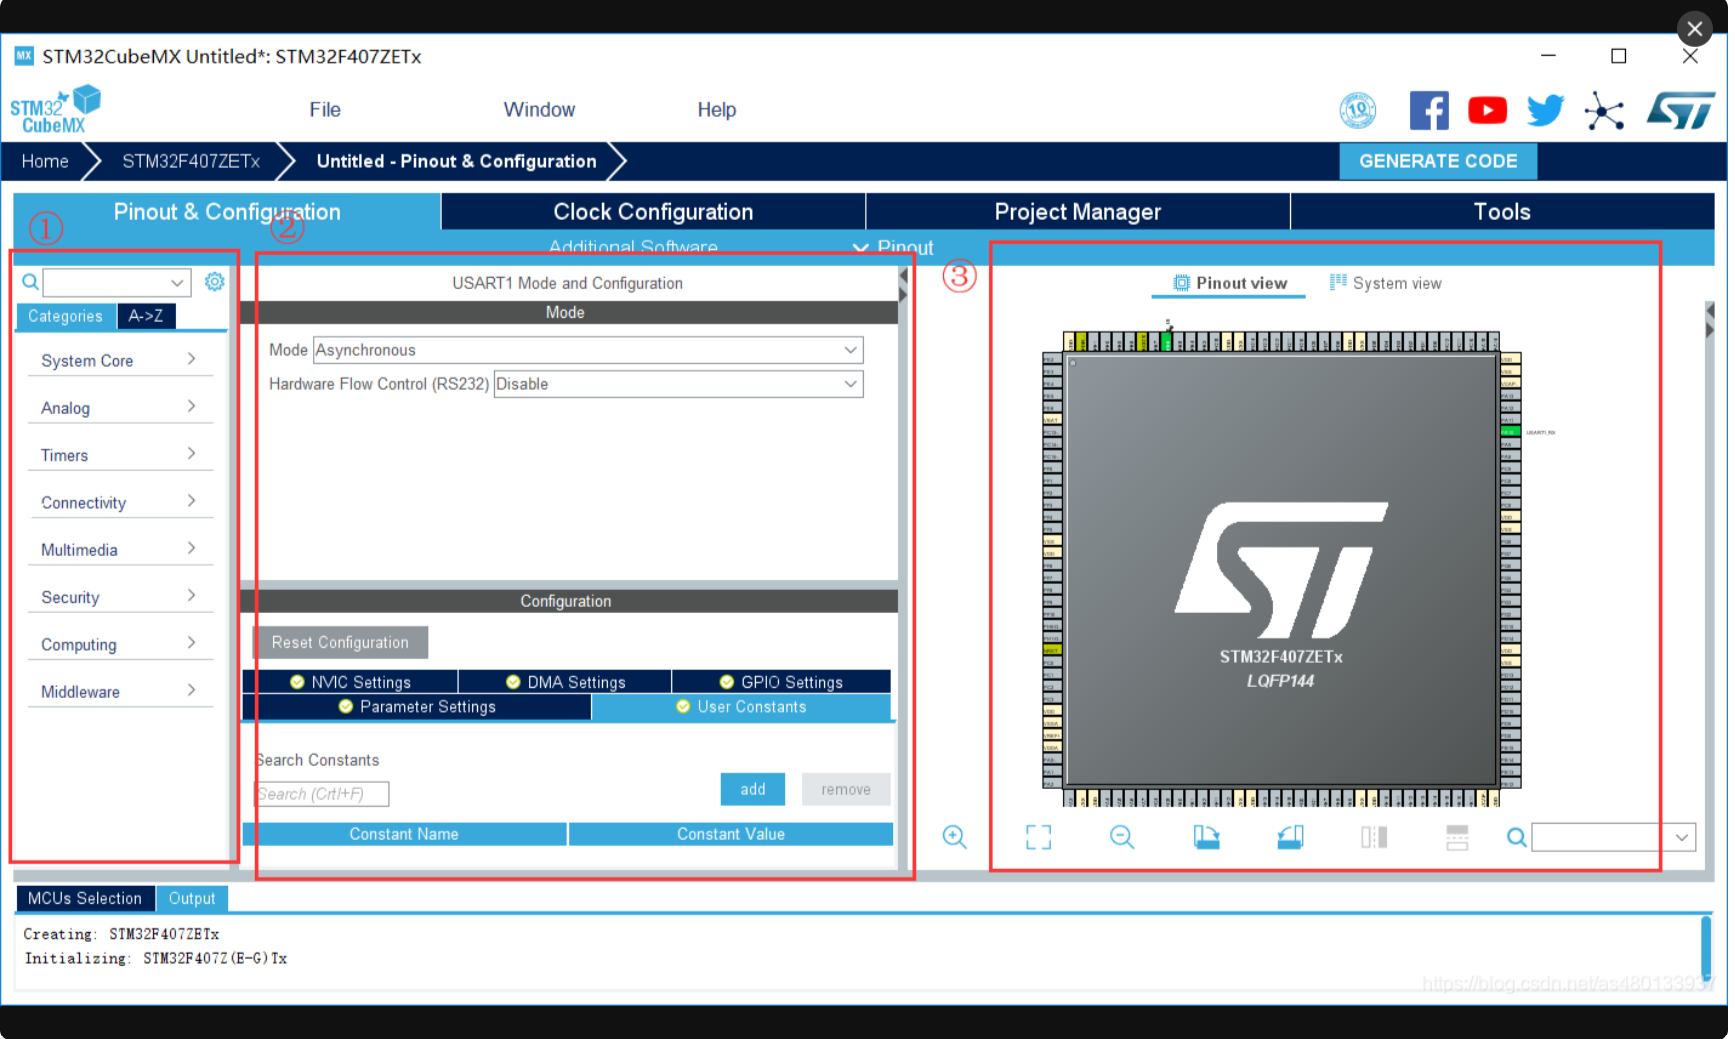 MX STM32CubeMX Untitled*: STM32F407ZETx
STM32
CubeMX
File
Window
Help
10
ST
Home
STM32F407ZETx
Untitled - Pinout & Configuration
GENERATE CODE
Pinout & Configuration
Clock Configuration
Project Manager
Tools
Additional Software
Pinout
①
②
③
Categories
A->Z
System Core
Analog
Timers
Connectivity
Multimedia
Security
Computing
Middleware
USART1 Mode and Configuration
Mode
Mode Asynchronous
Hardware Flow Control (RS232) Disable
Configuration
Reset Configuration
NVIC Settings
DMA Settings
GPIO Settings
Parameter Settings
User Constants
Search Constants
Search (Crtl+F)
add
remove
Constant Name
Constant Value
Pinout view
System view
USART1_RX
ST
STM32F407ZETx
LQFP144
MCUs Selection
Output
Creating: STM32F407ZETx
Initializing: STM32F407Z(E-G)Tx
https://blog.csdn.net/as480133937